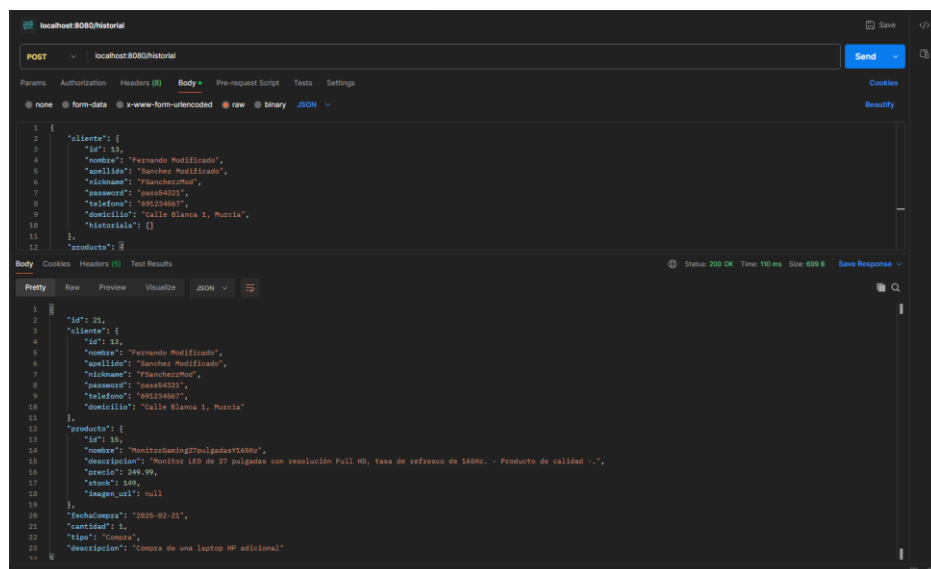 localhost:8080/historial
Save
POST localhost:8080/historial Send
Params Authorization Headers (8) Body Pre-request Script Tests Settings Cookies
none form-data x-www-form-urlencoded raw binary JSON Beautify
1 {
2 "cliente": {
3 "id": 13,
4 "nombre": "Fernando Modificado",
5 "apellido": "Sanchez Modificado",
6 "nickname": "FSanchezzMod",
7 "password": "pass54321",
8 "telefono": "691234567",
9 "domicilio": "Calle Blanca 1, Murcia",
10 "historials": []
11 },
12 "producto": {
Body Cookies Headers (5) Test Results Status: 200 OK Time: 110 ms Size: 699 B Save Response
Pretty Raw Preview Visualize JSON
1 {
2 "id": 21,
3 "cliente": {
4 "id": 13,
5 "nombre": "Fernando Modificado",
6 "apellido": "Sanchez Modificado",
7 "nickname": "FSanchezzMod",
8 "password": "pass54321",
9 "telefono": "691234567",
10 "domicilio": "Calle Blanca 1, Murcia"
11 },
12 "producto": {
13 "id": 15,
14 "nombre": "MonitorGaming27pulgadasY165Hz",
15 "descripcion": "Monitor LED de 27 pulgadas con resolución Full HD, tasa de refresco de 165Hz. - Producto de calidad -.",
16 "precio": 249.99,
17 "stock": 149,
18 "imagen_url": null
19 },
20 "fechaCompra": "2025-02-21",
21 "cantidad": 1,
22 "tipo": "Compra",
23 "descripcion": "Compra de una laptop HP adicional"
24 }